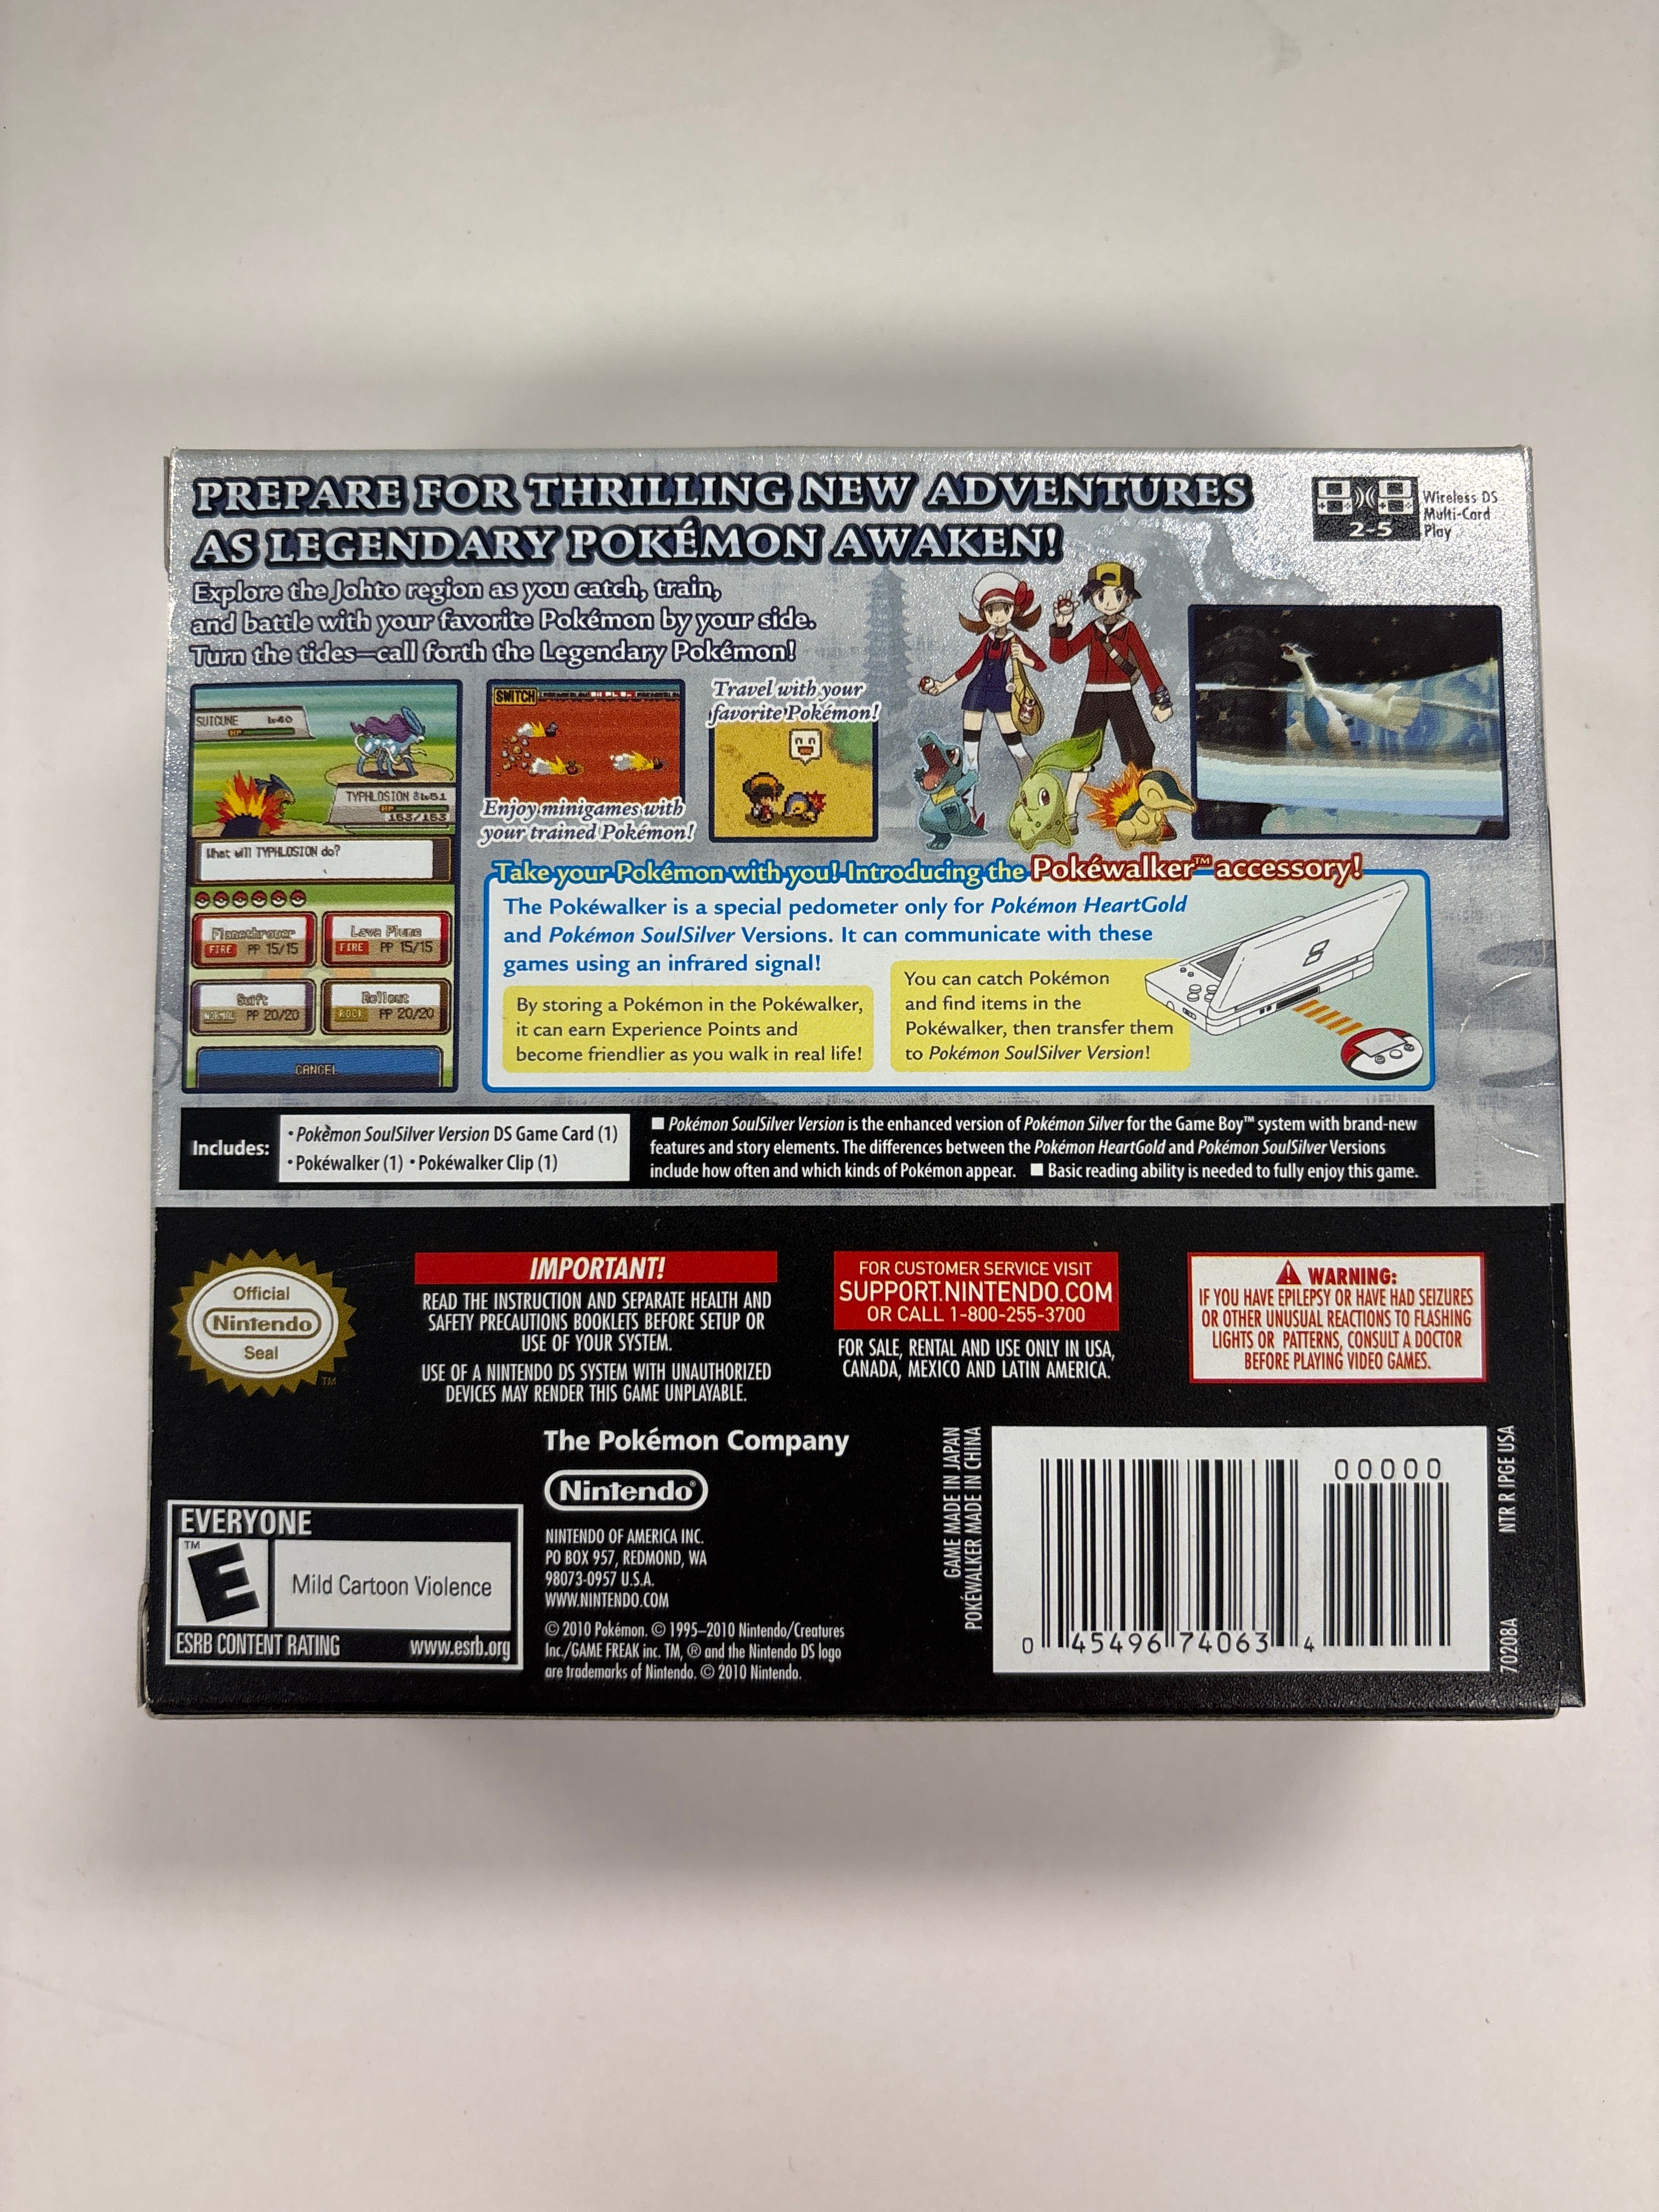 PREPARE FOR THRILLING NEW ADVENTURES
AS LEGENDARY POKÉMON AWAKEN!
2-5
Wireless DS
Multi-Card
Play
Explore the Johto region as you catch, train,
and battle with your favorite Pokémon by your side.
Turn the tides—call forth the Legendary Pokémon!
SUICUNE Lv40
HP
TYPHLOSION ♂Lv51
HP
153/153
What will TYPHLOSION do?
Flamethrower
FIRE PP 15/15
Lava Plume
FIRE PP 15/15
Swift
NORMAL PP 20/20
Rollout
ROCK PP 20/20
CANCEL
SWITCH
Enjoy minigames with
your trained Pokémon!
Travel with your
favorite Pokémon!
Take your Pokémon with you! Introducing the Pokéwalker™ accessory!
The Pokéwalker is a special pedometer only for Pokémon HeartGold
and Pokémon SoulSilver Versions. It can communicate with these
games using an infrared signal!
By storing a Pokémon in the Pokéwalker,
it can earn Experience Points and
become friendlier as you walk in real life!
You can catch Pokémon
and find items in the
Pokéwalker, then transfer them
to Pokémon SoulSilver Version!
Includes:
• Pokémon SoulSilver Version DS Game Card (1)
• Pokéwalker (1) • Pokéwalker Clip (1)
■ Pokémon SoulSilver Version is the enhanced version of Pokémon Silver for the Game Boy™ system with brand-new
features and story elements. The differences between the Pokémon HeartGold and Pokémon SoulSilver Versions
include how often and which kinds of Pokémon appear. ■ Basic reading ability is needed to fully enjoy this game.
Official
Nintendo
Seal
TM
IMPORTANT!
READ THE INSTRUCTION AND SEPARATE HEALTH AND
SAFETY PRECAUTIONS BOOKLETS BEFORE SETUP OR
USE OF YOUR SYSTEM.
USE OF A NINTENDO DS SYSTEM WITH UNAUTHORIZED
DEVICES MAY RENDER THIS GAME UNPLAYABLE.
FOR CUSTOMER SERVICE VISIT
SUPPORT.NINTENDO.COM
OR CALL 1-800-255-3700
FOR SALE, RENTAL AND USE ONLY IN USA,
CANADA, MEXICO AND LATIN AMERICA.
WARNING:
IF YOU HAVE EPILEPSY OR HAVE HAD SEIZURES
OR OTHER UNUSUAL REACTIONS TO FLASHING
LIGHTS OR PATTERNS, CONSULT A DOCTOR
BEFORE PLAYING VIDEO GAMES.
EVERYONE
TM
E
Mild Cartoon Violence
ESRB CONTENT RATING www.esrb.org
The Pokémon Company
Nintendo®
NINTENDO OF AMERICA INC.
PO BOX 957, REDMOND, WA
98073-0957 U.S.A.
WWW.NINTENDO.COM
© 2010 Pokémon. © 1995–2010 Nintendo/Creatures
Inc./GAME FREAK inc. TM, ® and the Nintendo DS logo
are trademarks of Nintendo. © 2010 Nintendo.
GAME MADE IN JAPAN
POKÉWALKER MADE IN CHINA
00000
0 45496 74063 4
NTR R IPGE USA
70208A